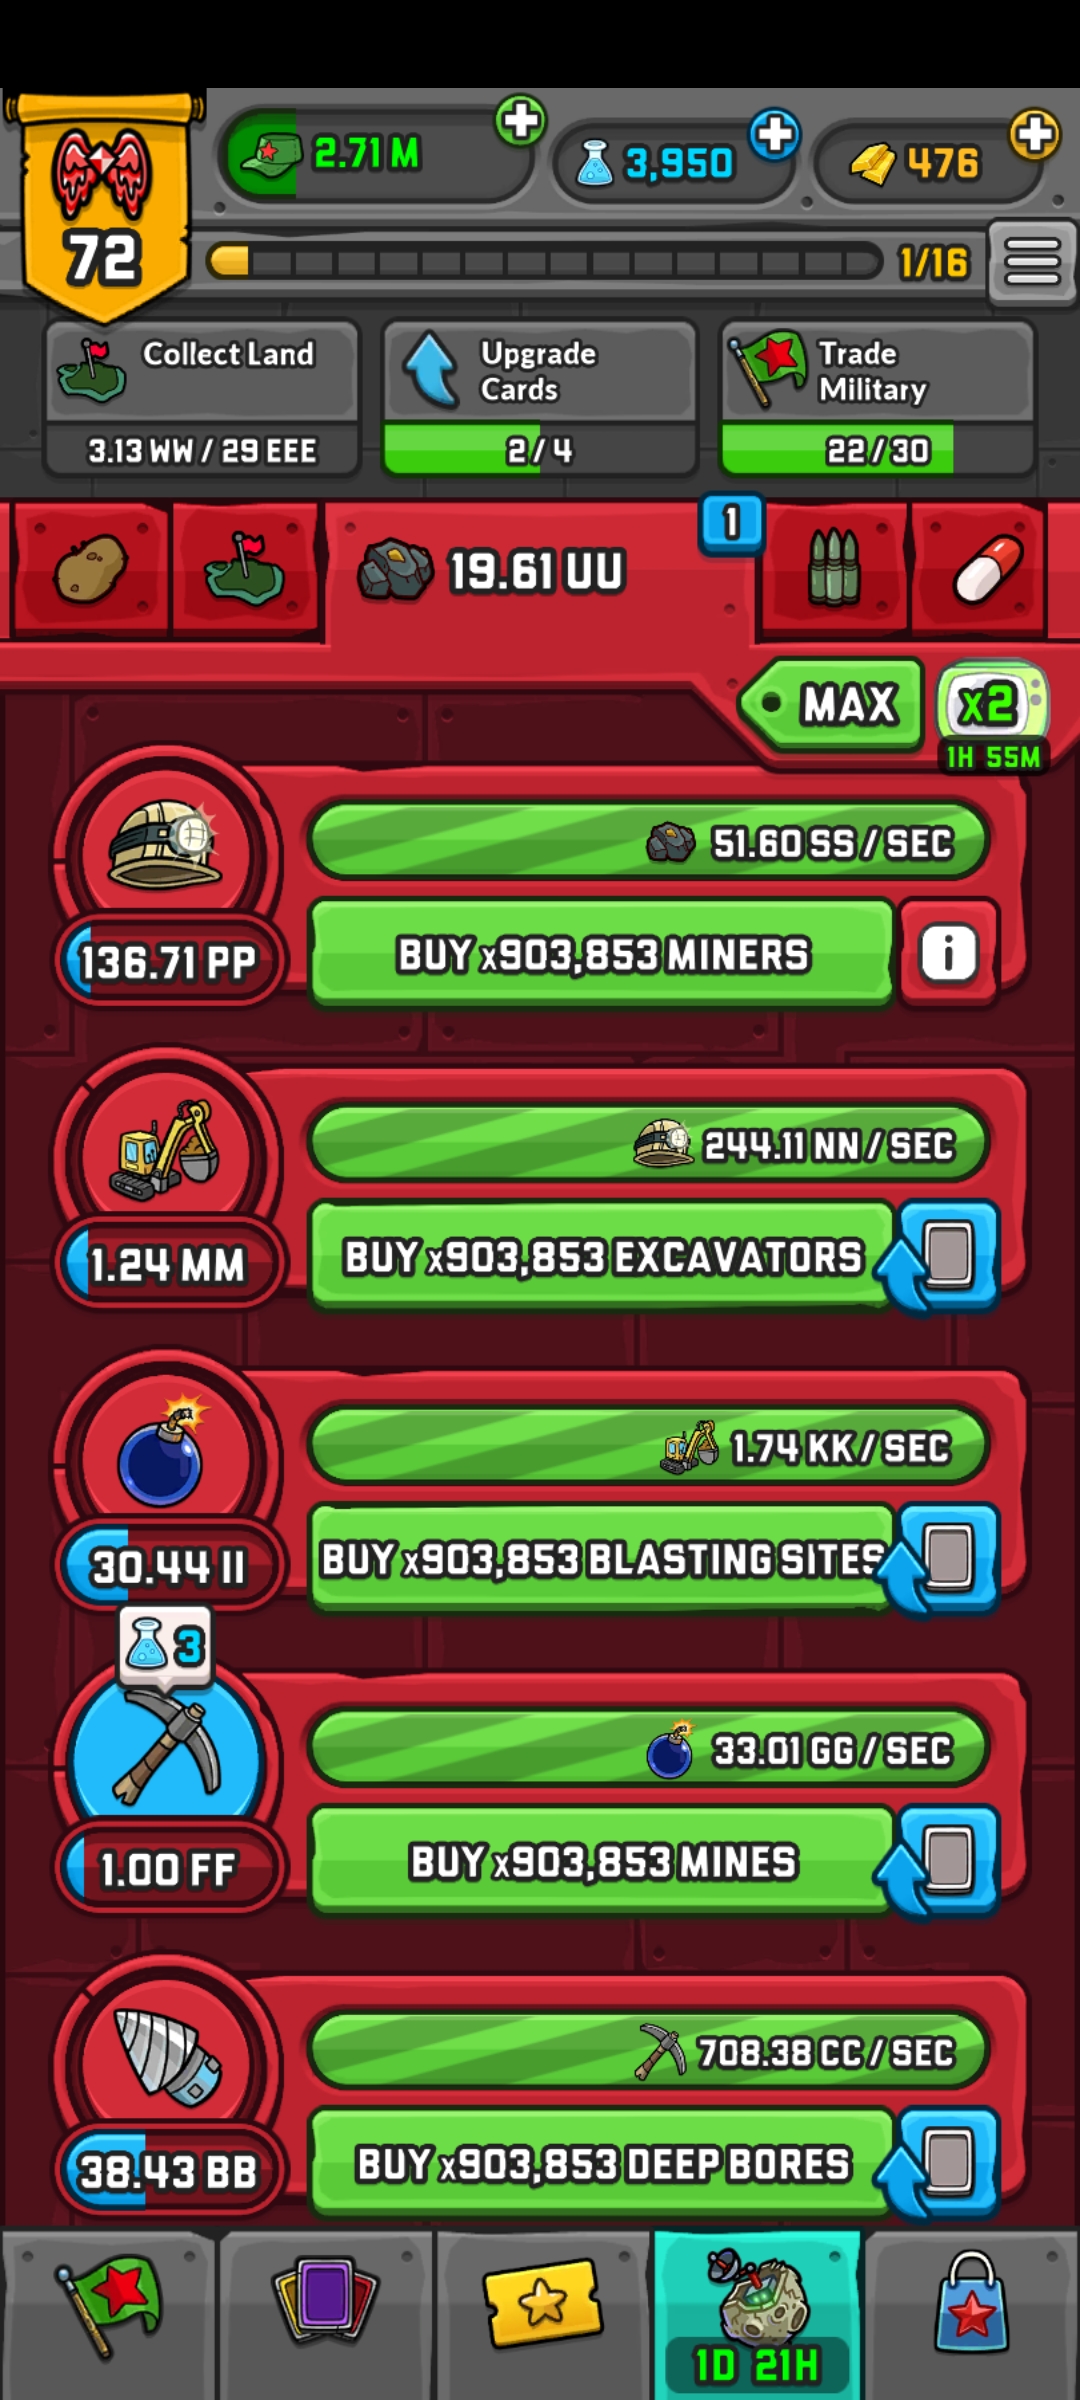 2.71 M
3,950
476
72
1/16
Collect Land
3.13 WW / 29 EEE
Upgrade
Cards
2/4
Trade
Military
22/30
19.61 UU
1
MAX
x2
1H 55M
51.60 SS / SEC
136.71 PP
BUY x903,853 MINERS
i
244.11 NN / SEC
1.24 MM
BUY x903,853 EXCAVATORS
1.74 KK / SEC
30.44 II
BUY x903,853 BLASTING SITES
3
33.01 GG / SEC
1.00 FF
BUY x903,853 MINES
708.38 CC / SEC
38.43 BB
BUY x903,853 DEEP BORES
1D 21H